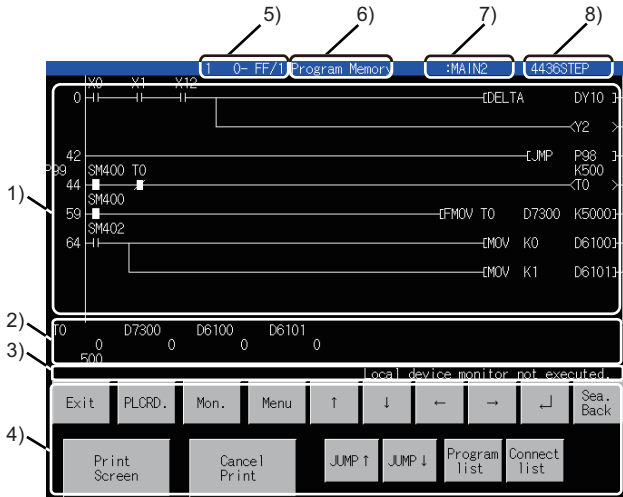 5) 6) 7) 8)
1 0- FF/1 Program Memory :MAIN2 4436STEP
X0 X1 X12
0 [DELTA DY10 ]
<Y2 >
42 [JMP P98 ]
P99 SM400 T0 K500
44 <T0 >
SM400
59 [FMOV T0 D7300 K5000]
SM402
64 [MOV K0 D6100]
[MOV K1 D6101]
1)
2)
T0 D7300 D6100 D6101
0 0 0 0
500
3)
Local device monitor not executed.
4)
Exit PLCRD. Mon. Menu ↑ ↓ ← → ↵ Sea. Back
Print Screen Cancel Print JUMP↑ JUMP↓ Program list Connect list